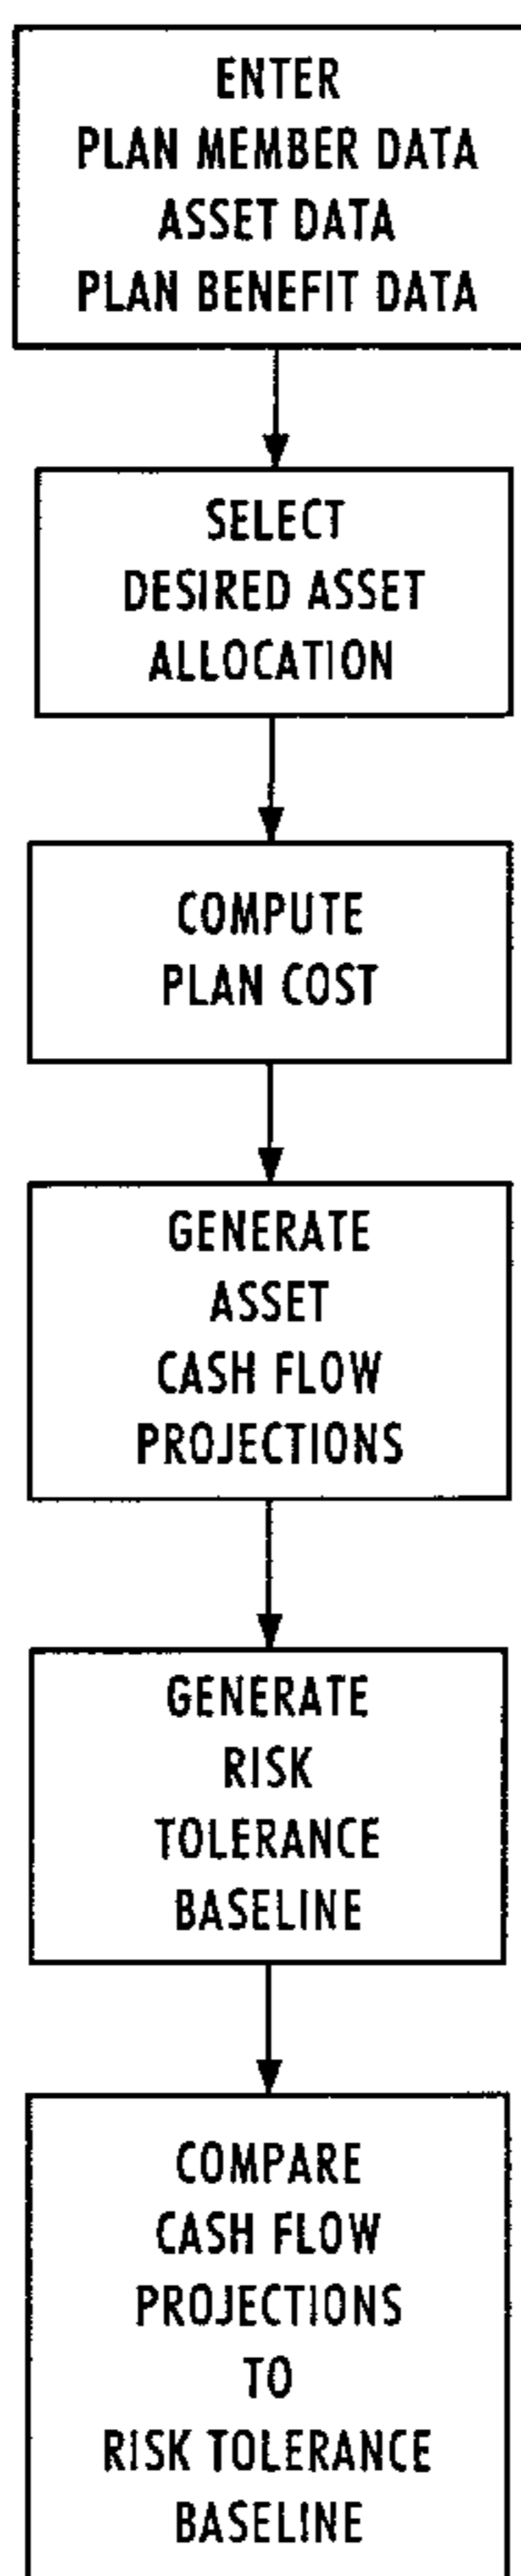 ENTER
PLAN MEMBER DATA
ASSET DATA
PLAN BENEFIT DATA
SELECT
DESIRED ASSET
ALLOCATION
COMPUTE
PLAN COST
GENERATE
ASSET
CASH FLOW
PROJECTIONS
GENERATE
RISK
TOLERANCE
BASELINE
COMPARE
CASH FLOW
PROJECTIONS
TO
RISK TOLERANCE
BASELINE